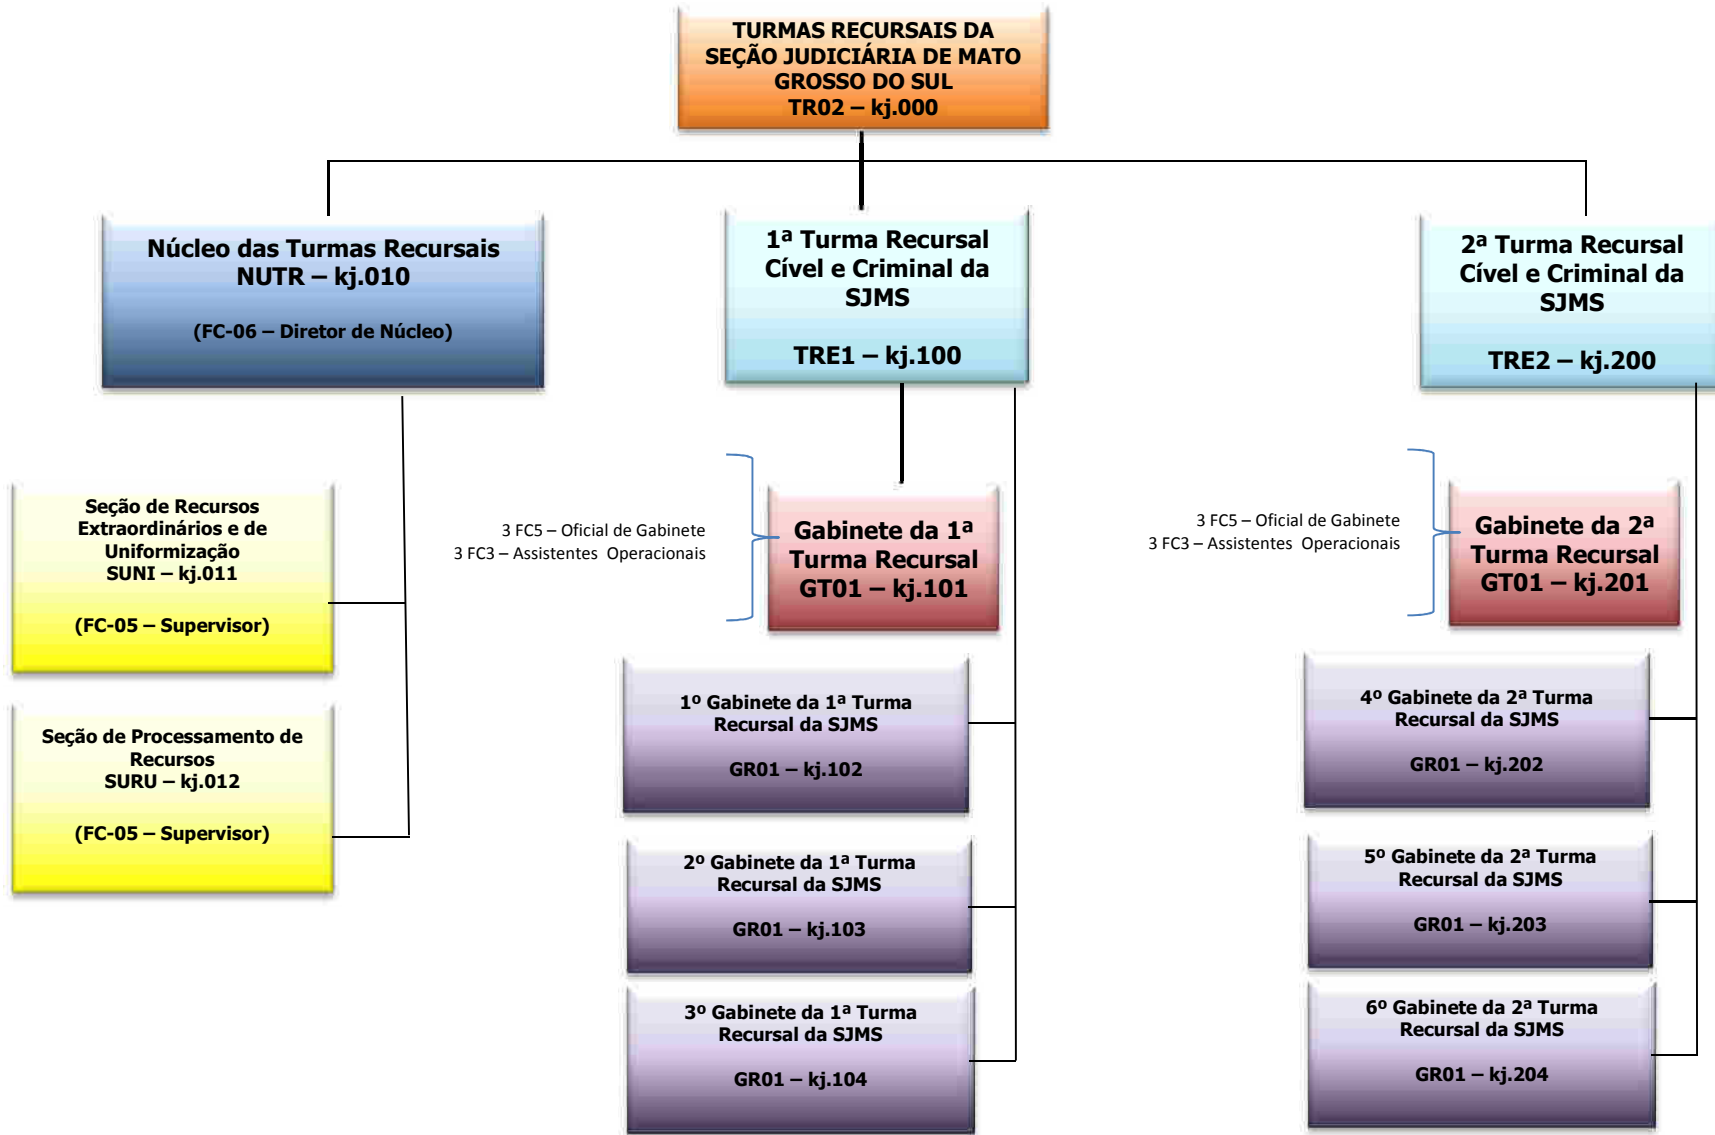 TURMAS RECURSAIS DA
SEÇÃO JUDICIÁRIA DE MATO
GROSSO DO SUL
TR02 – kj.000
Núcleo das Turmas Recursais
NUTR – kj.010
(FC-06 – Diretor de Núcleo)
1ª Turma Recursal
Cível e Criminal da
SJMS
TRE1 – kj.100
2ª Turma Recursal
Cível e Criminal da
SJMS
TRE2 – kj.200
Seção de Recursos
Extraordinários e de
Uniformização
SUNI – kj.011
(FC-05 – Supervisor)
Seção de Processamento de
Recursos
SURU – kj.012
(FC-05 – Supervisor)
3 FC5 – Oficial de Gabinete
3 FC3 – Assistentes  Operacionais
Gabinete da 1ª
Turma Recursal
GT01 – kj.101
1º Gabinete da 1ª Turma
Recursal da SJMS
GR01 – kj.102
2º Gabinete da 1ª Turma
Recursal da SJMS
GR01 – kj.103
3º Gabinete da 1ª Turma
Recursal da SJMS
GR01 – kj.104
3 FC5 – Oficial de Gabinete
3 FC3 – Assistentes  Operacionais
Gabinete da 2ª
Turma Recursal
GT01 – kj.201
4º Gabinete da 2ª Turma
Recursal da SJMS
GR01 – kj.202
5º Gabinete da 2ª Turma
Recursal da SJMS
GR01 – kj.203
6º Gabinete da 2ª Turma
Recursal da SJMS
GR01 – kj.204